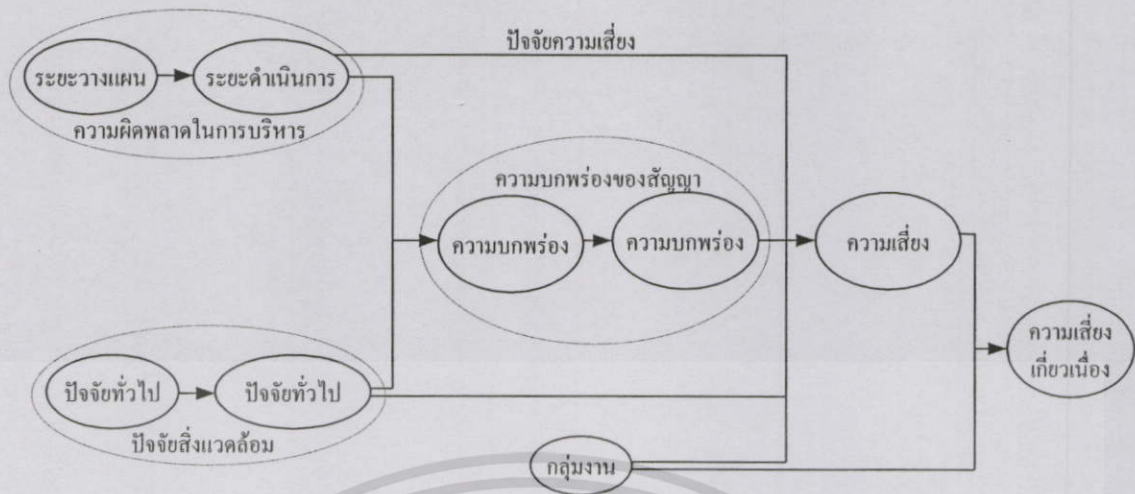 ปัจจัยความเสี่ยง
ระยะวางแผน
ระยะดำเนินการ
ความผิดพลาดในการบริหาร
ความบกพร่องของสัญญา
ความบกพร่อง
ความบกพร่อง
ความเสี่ยง
ความเสี่ยง
เกี่ยวเนื่อง
ปัจจัยทั่วไป
ปัจจัยทั่วไป
ปัจจัยสิ่งแวดล้อม
กลุ่มงาน